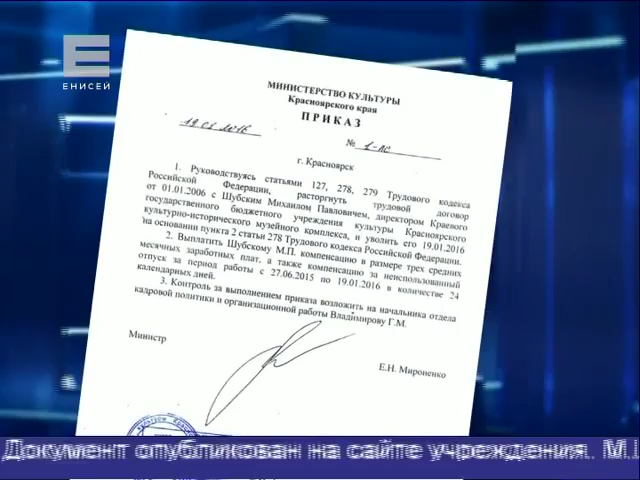 ЕНИСЕЙ
МИНИСТЕРСТВО КУЛЬТУРЫ
Красноярского края
ПРИКАЗ
19.01.2016
№ 1-лс
г. Красноярск
1. Руководствуясь статьями 127, 278, 279 Трудового кодекса
Российской Федерации, расторгнуть трудовой договор
от 01.01.2006 с Шубским Михаилом Павловичем, директором Краевого
государственного бюджетного учреждения культуры Красноярского
культурно-исторического музейного комплекса, и уволить его 19.01.2016
на основании пункта 2 статьи 278 Трудового кодекса Российской Федерации.
2. Выплатить Шубскому М.П. компенсацию в размере трех средних
месячных заработных плат, а также компенсацию за неиспользованный
отпуск за период работы с 27.06.2015 по 19.01.2016 в количестве 24
календарных дней.
3. Контроль за выполнением приказа возложить на начальника отдела
кадровой политики и организационной работы Владимирову Г.М.
Министр
Е.Н. Мироненко
Документ опубликован на сайте учреждения. М.